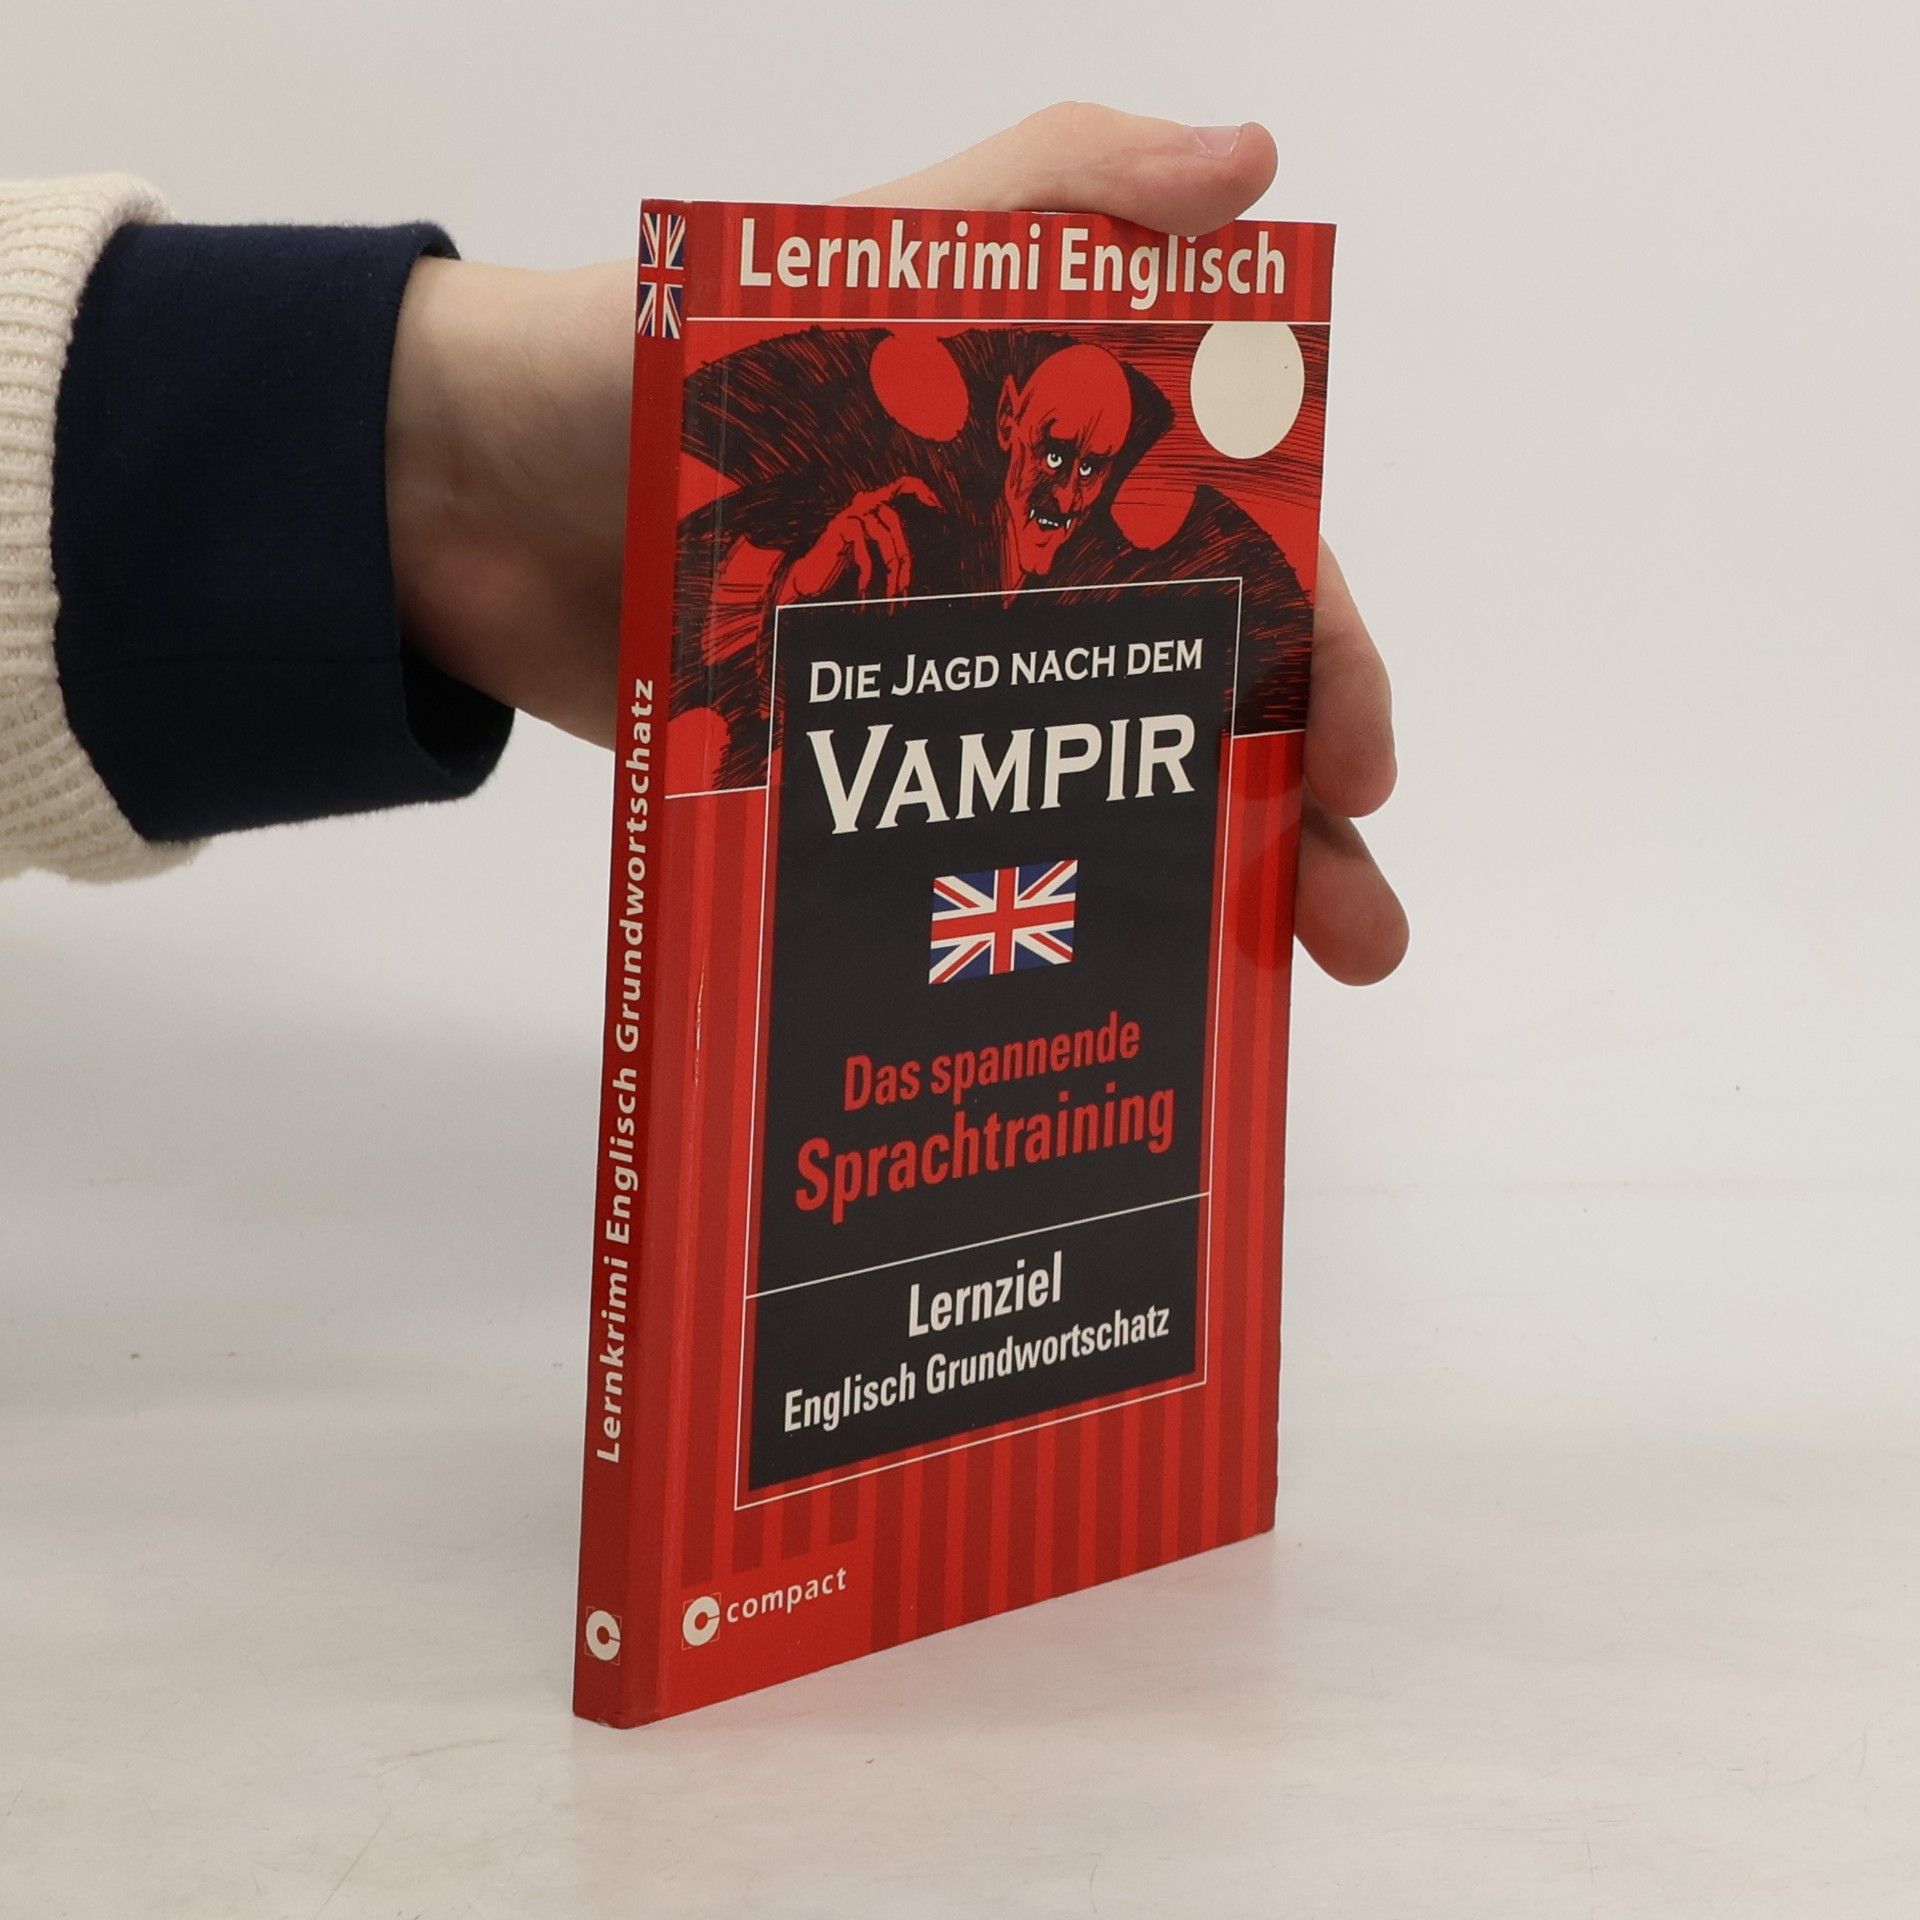 Lernkrimi Englisch Grundwortschatz
Lernkrimi Englisch
DIE JAGD NACH DEM
VAMPIR
Das spannende
Sprachtraining
Lernziel
Englisch Grundwortschatz
compact